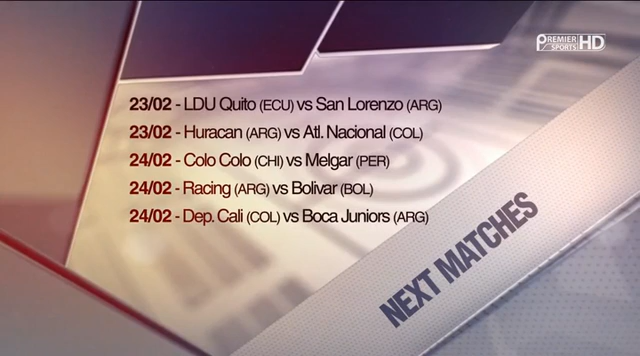 PREMIER
SPORTS HD
23/02 - LDU Quito (ECU) vs San Lorenzo (ARG)
23/02 - Huracan (ARG) vs Atl. Nacional (COL)
24/02 - Colo Colo (CHI) vs Melgar (PER)
24/02 - Racing (ARG) vs Bolivar (BOL)
24/02 - Dep. Cali (COL) vs Boca Juniors (ARG)
NEXT MATCHES